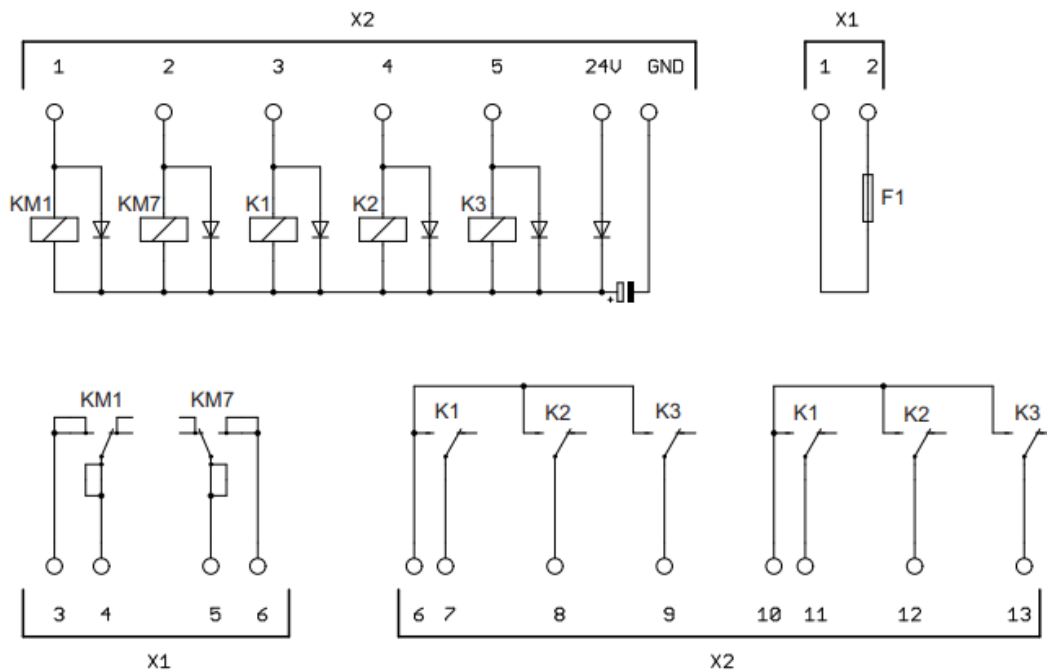 X2 X1
1 2 3 4 5 24V GND 1 2
KM1 KM7 K1 K2 K3 F1
+
KM1 KM7 K1 K2 K3 K1 K2 K3
3 4 5 6 6 7 8 9 10 11 12 13
X1 X2